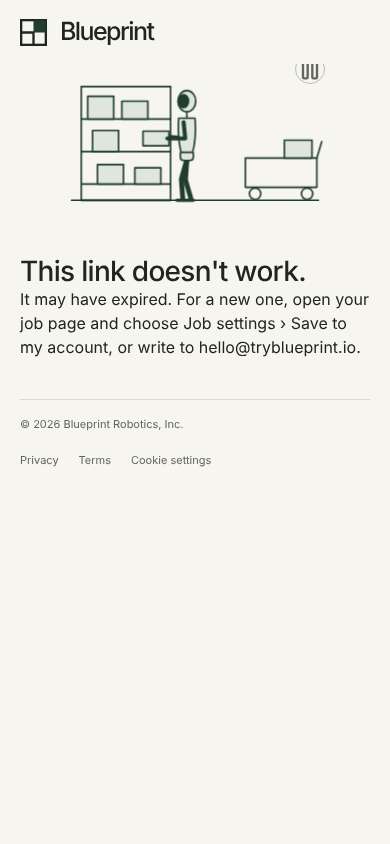 Blueprint
This link doesn't work.
It may have expired. For a new one, open your
job page and choose Job settings › Save to
my account, or write to hello@tryblueprint.io.
© 2026 Blueprint Robotics, Inc.
Privacy Terms Cookie settings